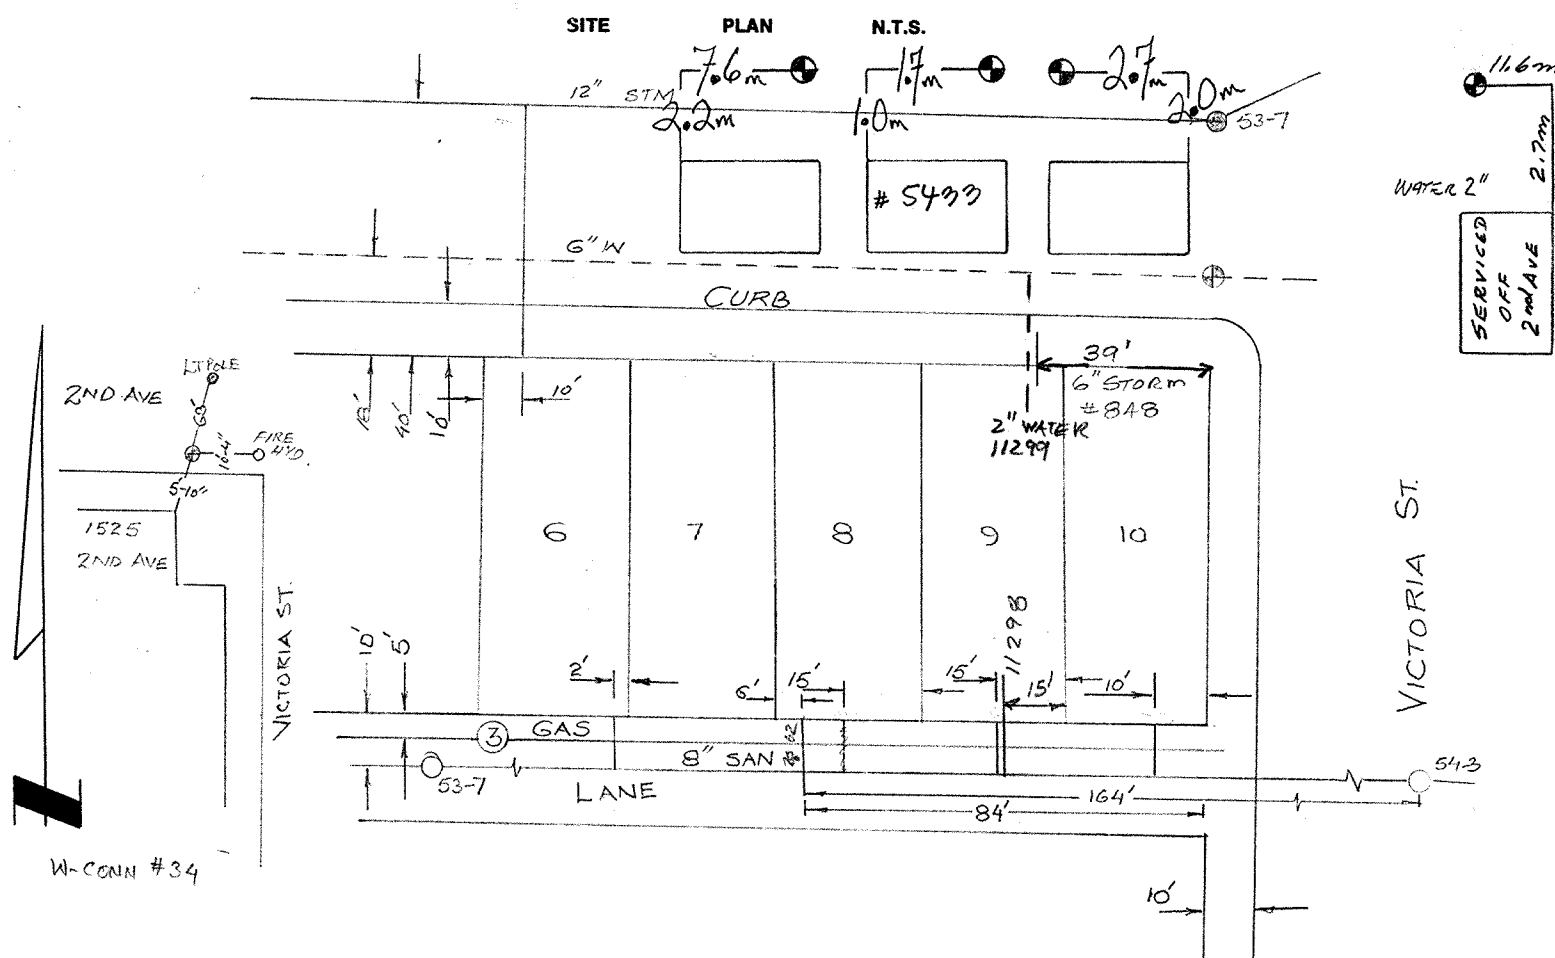 SITE PLAN N.T.S.
7.6m
1.7m
2.7m
11.6m
12" STM
2.2m
1.0m
2.0m
53-7
2.7m
WATER 2"
# 5433
SERVICED
OFF
2nd AVE
6" W
CURB
LT POLE
2ND AVE
60'
FIRE
HYD.
10'-4"
5'-10"
18'
40'
10'
10'
39'
6" STORM
#848
2" WATER
11299
1525
2ND AVE
6
7
8
9
10
VICTORIA ST.
VICTORIA ST.
10'
5'
2'
6'
15'
15'
11298
15'
10'
3
GAS
8" SAN
53-7
LANE
54-3
164'
84'
W-CONN #34
10'